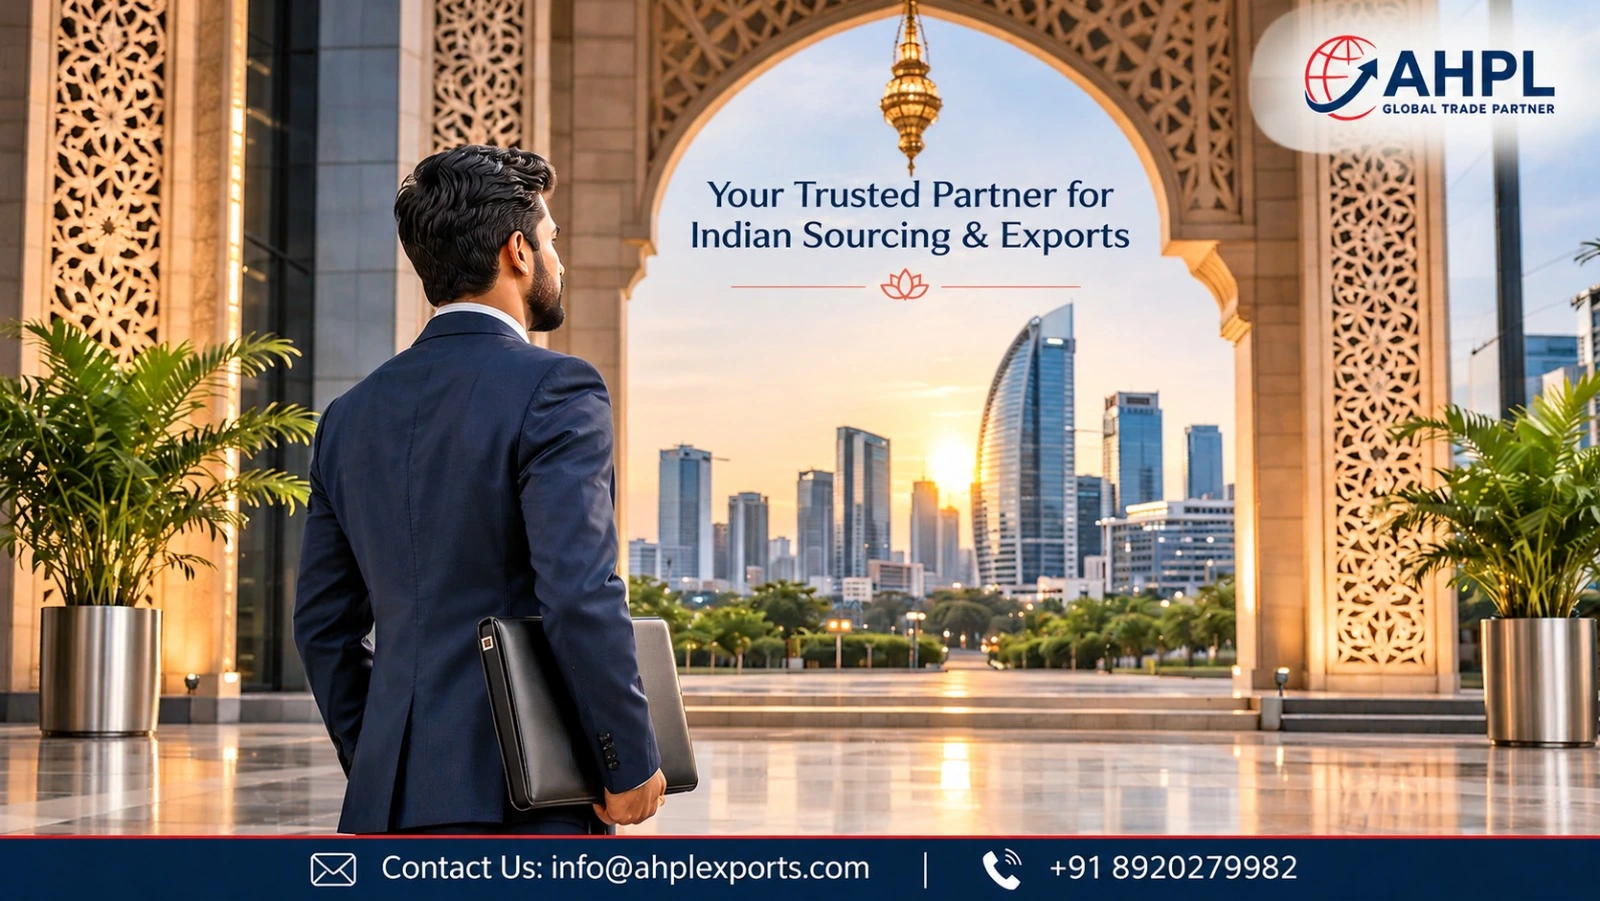 AHPL
GLOBAL TRADE PARTNER
Your Trusted Partner for
Indian Sourcing & Exports
Contact Us: info@ahplexports.com | +91 8920279982